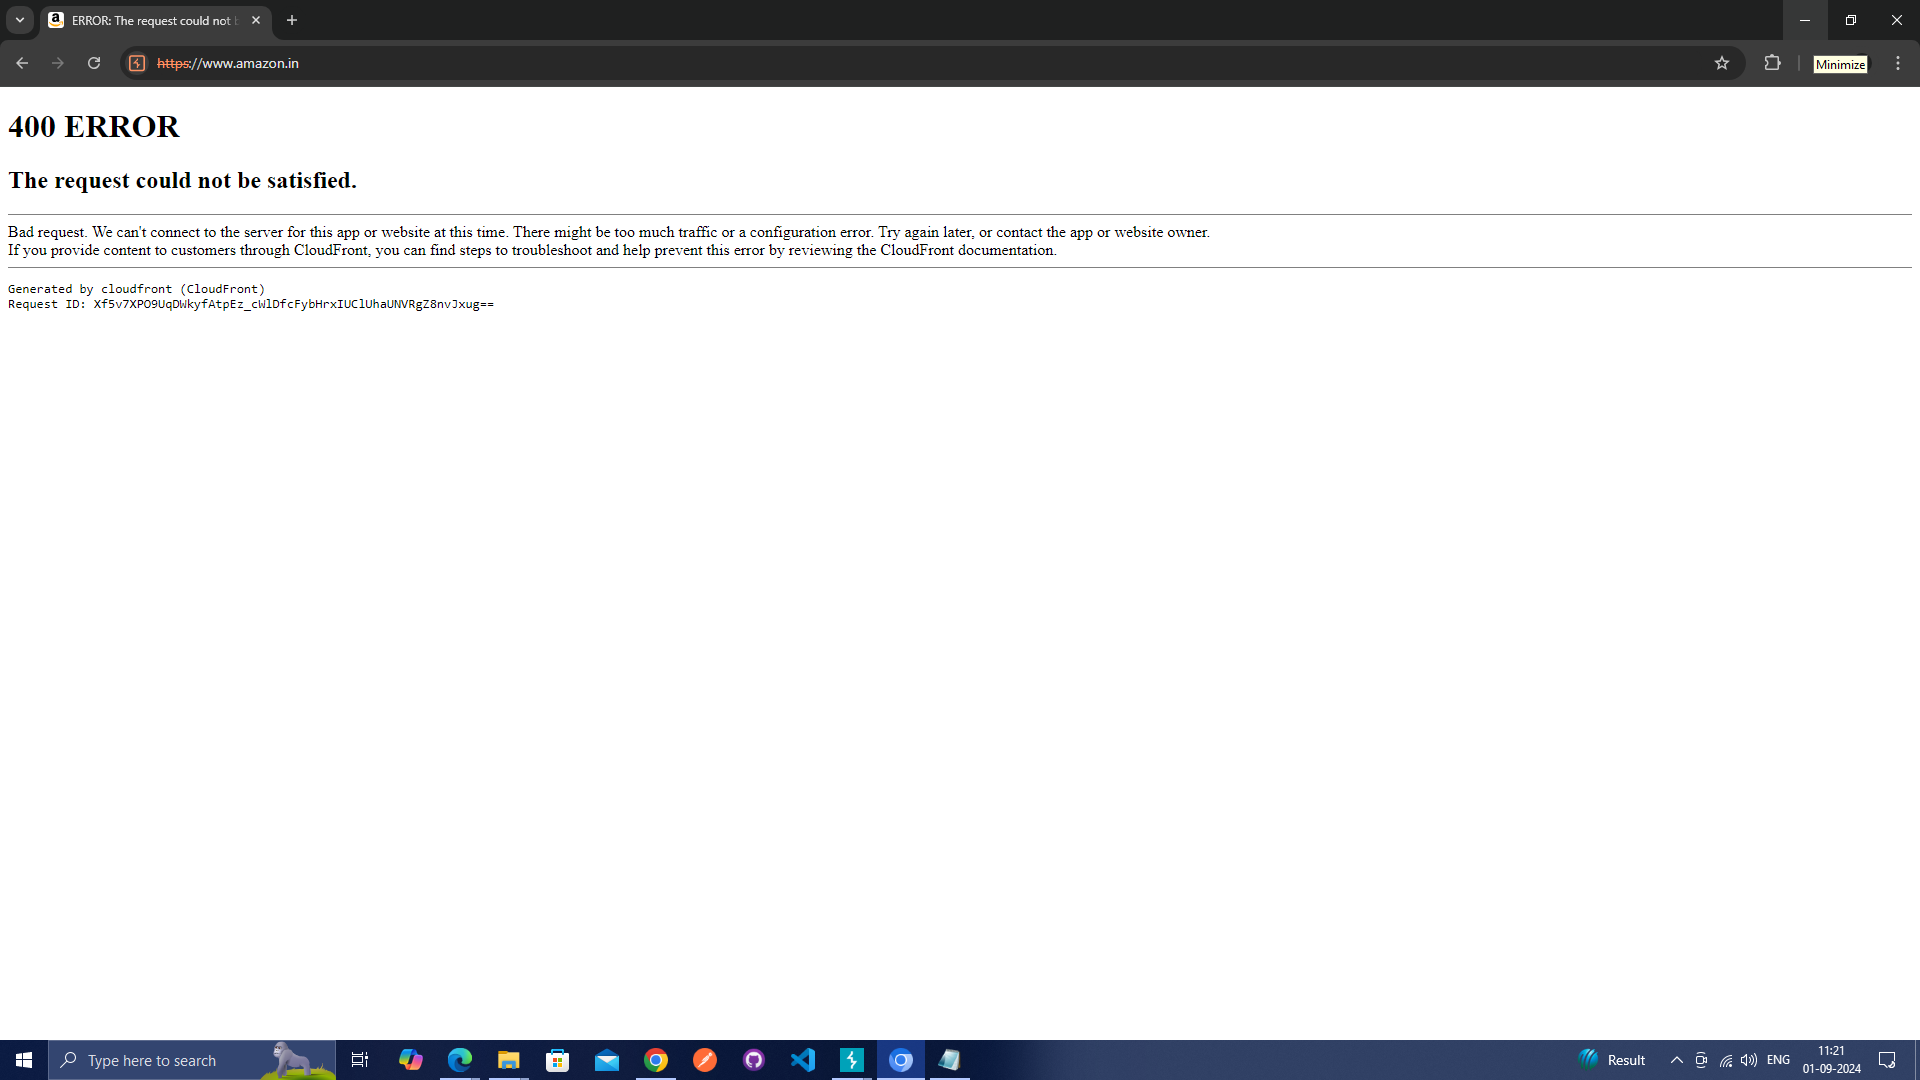 ERROR: The request could not b
https://www.amazon.in
Minimize
400 ERROR
The request could not be satisfied.
Bad request. We can't connect to the server for this app or website at this time. There might be too much traffic or a configuration error. Try again later, or contact the app or website owner.
If you provide content to customers through CloudFront, you can find steps to troubleshoot and help prevent this error by reviewing the CloudFront documentation.
Generated by cloudfront (CloudFront)
Request ID: Xf5v7XPO9UqDWkyfAtpEz_cWlDfcFybHrxIUClUhaUNVRgZ8nvJxug==
Type here to search
Result
ENG
11:21
01-09-2024